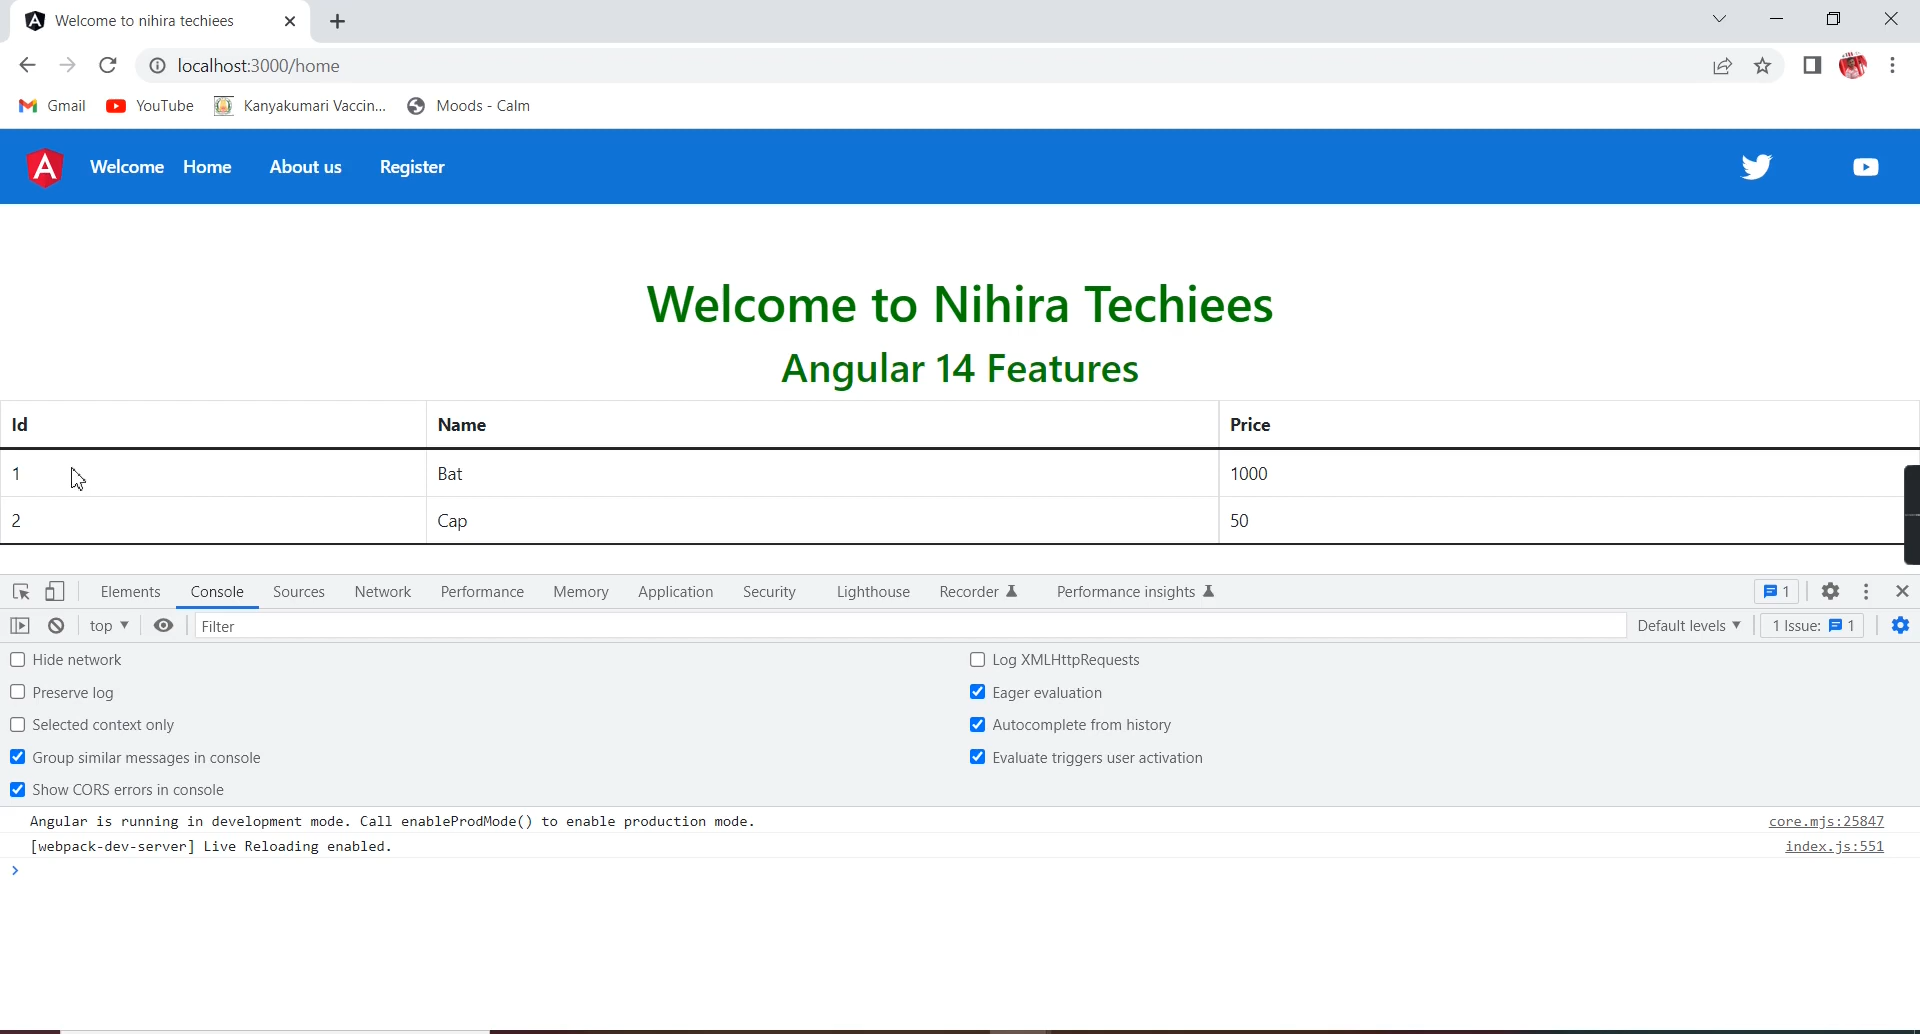 Welcome to nihira techiees
localhost:3000/home
Gmail YouTube Kanyakumari Vaccin... Moods - Calm
Welcome Home About us Register
Welcome to Nihira Techiees
Angular 14 Features
Id Name Price
1 Bat 1000
2 Cap 50
Elements Console Sources Network Performance Memory Application Security Lighthouse Recorder Performance insights 1
top Filter Default levels 1 Issue: 1
Hide network Log XMLHttpRequests
Preserve log Eager evaluation
Selected context only Autocomplete from history
Group similar messages in console Evaluate triggers user activation
Show CORS errors in console
Angular is running in development mode. Call enableProdMode() to enable production mode. core.mjs:25847
[webpack-dev-server] Live Reloading enabled. index.js:551